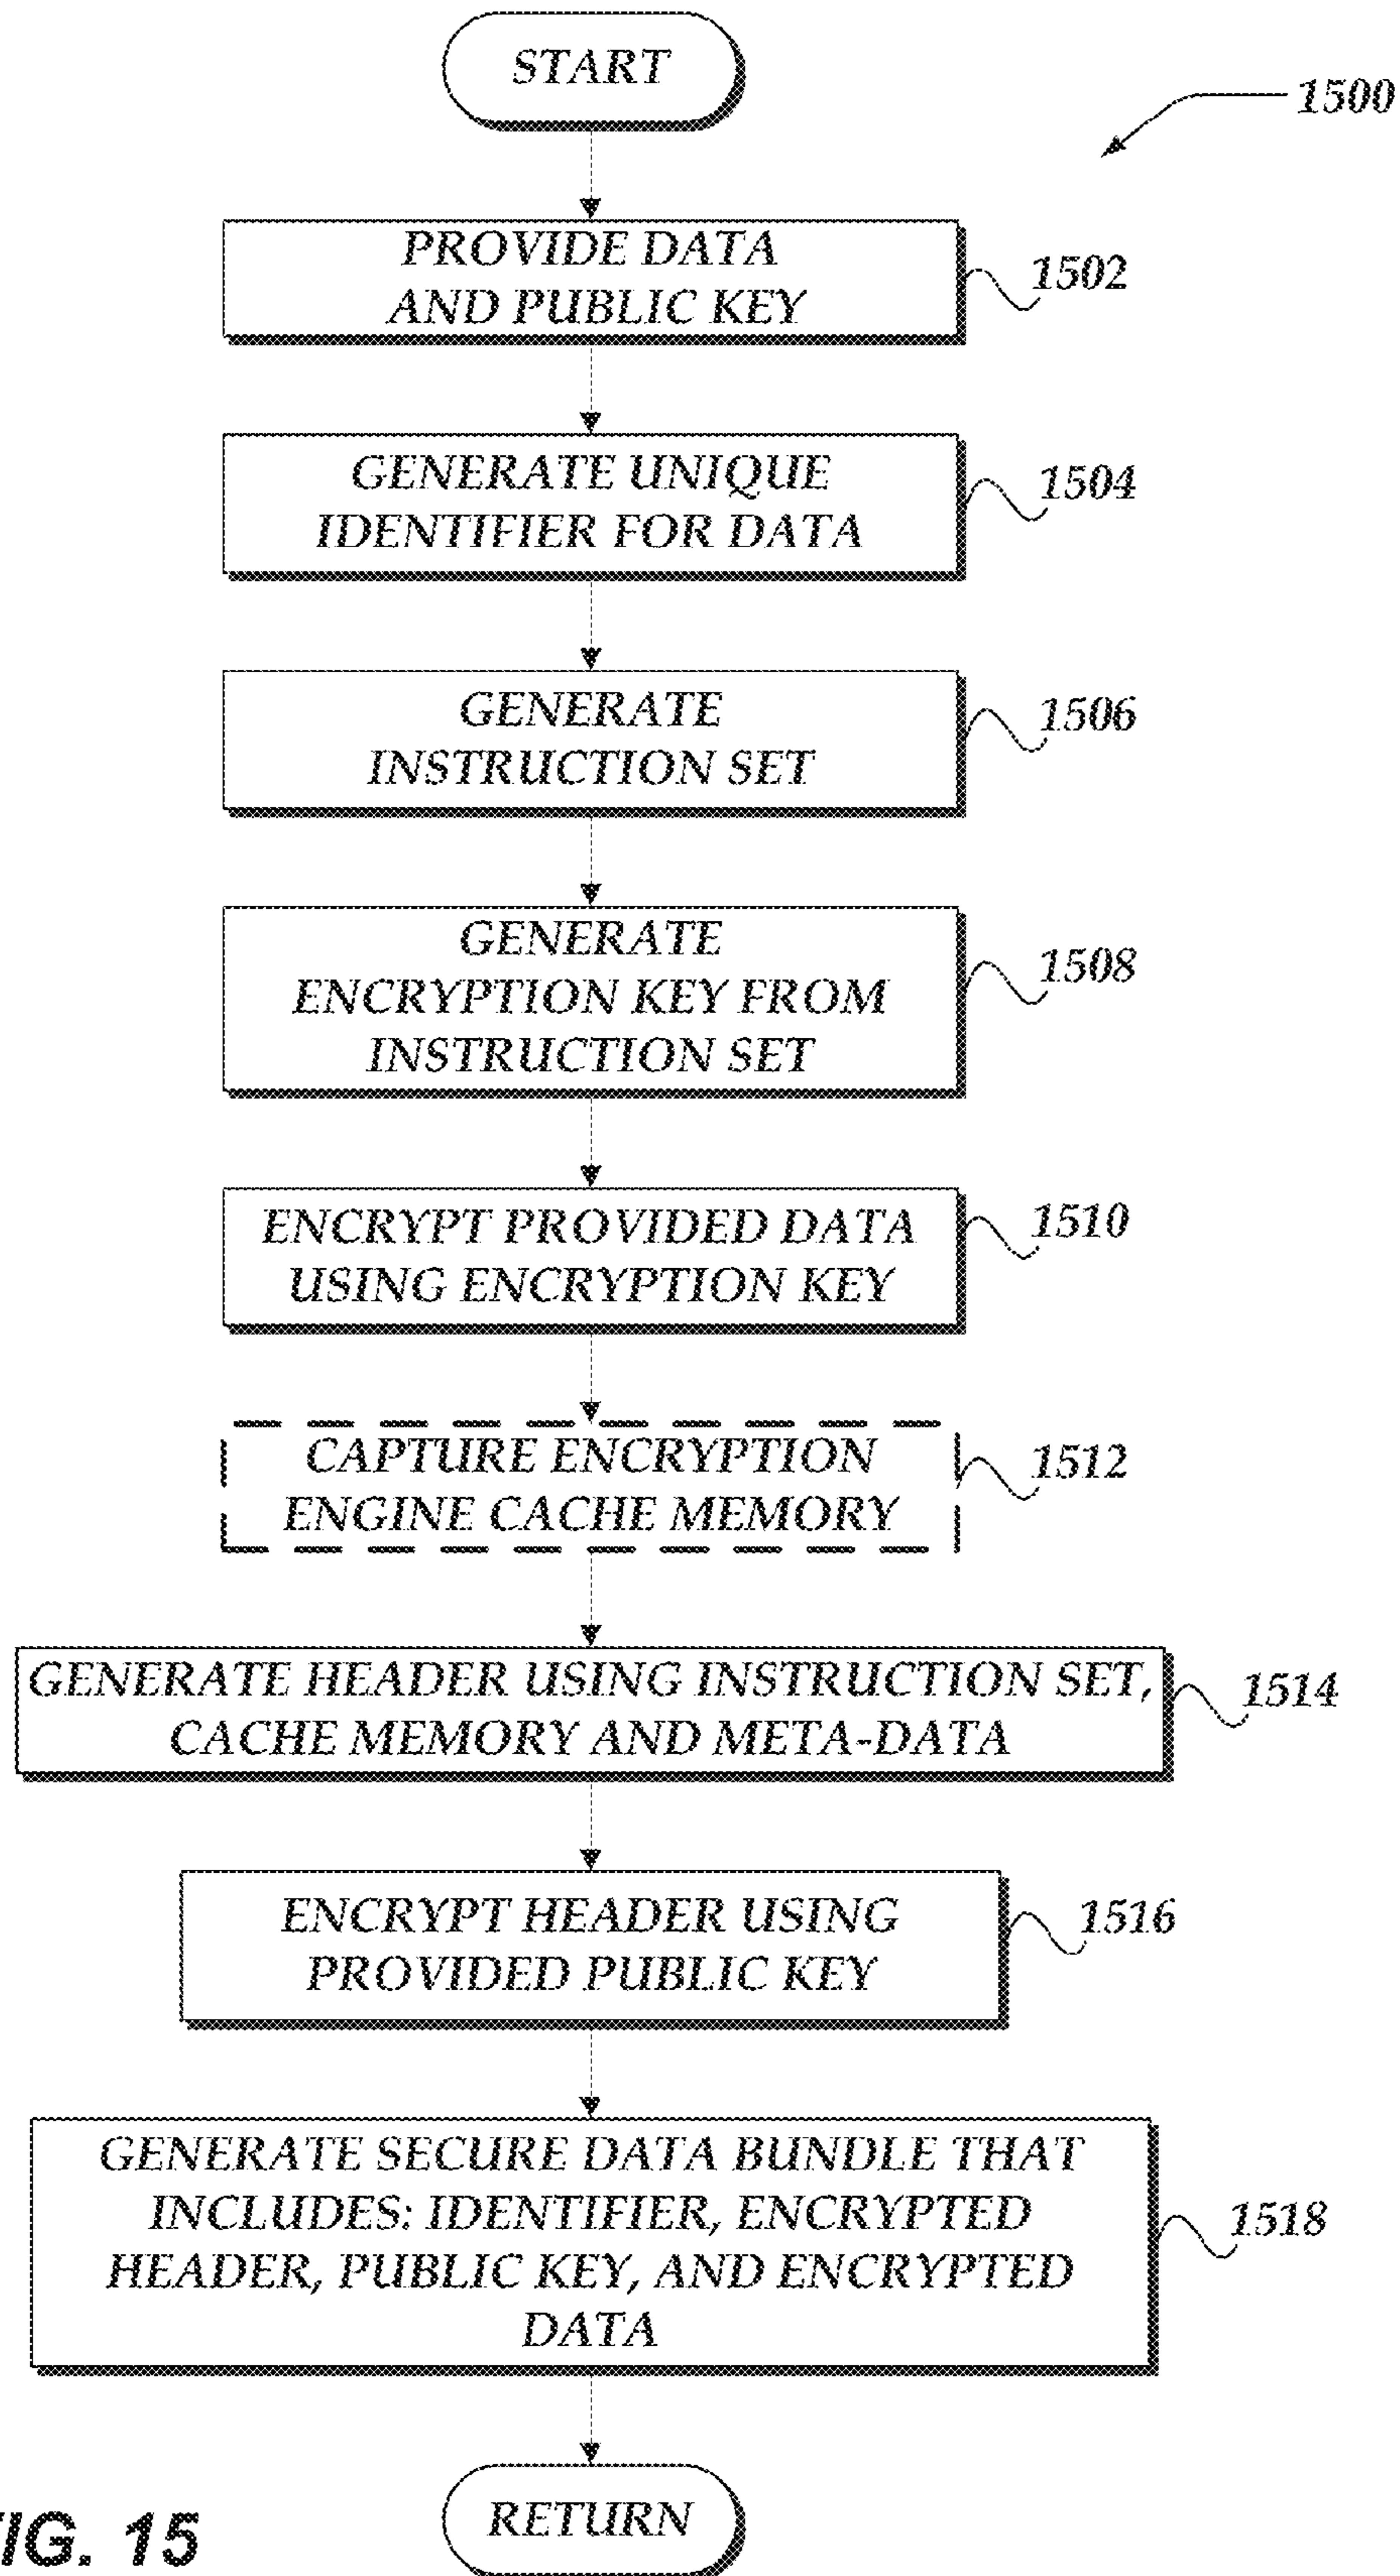 START
1500
PROVIDE DATA
AND PUBLIC KEY
1502
GENERATE UNIQUE
IDENTIFIER FOR DATA
1504
GENERATE
INSTRUCTION SET
1506
GENERATE
ENCRYPTION KEY FROM
INSTRUCTION SET
1508
ENCRYPT PROVIDED DATA
USING ENCRYPTION KEY
1510
CAPTURE ENCRYPTION
ENGINE CACHE MEMORY
1512
GENERATE HEADER USING INSTRUCTION SET,
CACHE MEMORY AND META-DATA
1514
ENCRYPT HEADER USING
PROVIDED PUBLIC KEY
1516
GENERATE SECURE DATA BUNDLE THAT
INCLUDES: IDENTIFIER, ENCRYPTED
HEADER, PUBLIC KEY, AND ENCRYPTED
DATA
1518
RETURN
FIG. 15